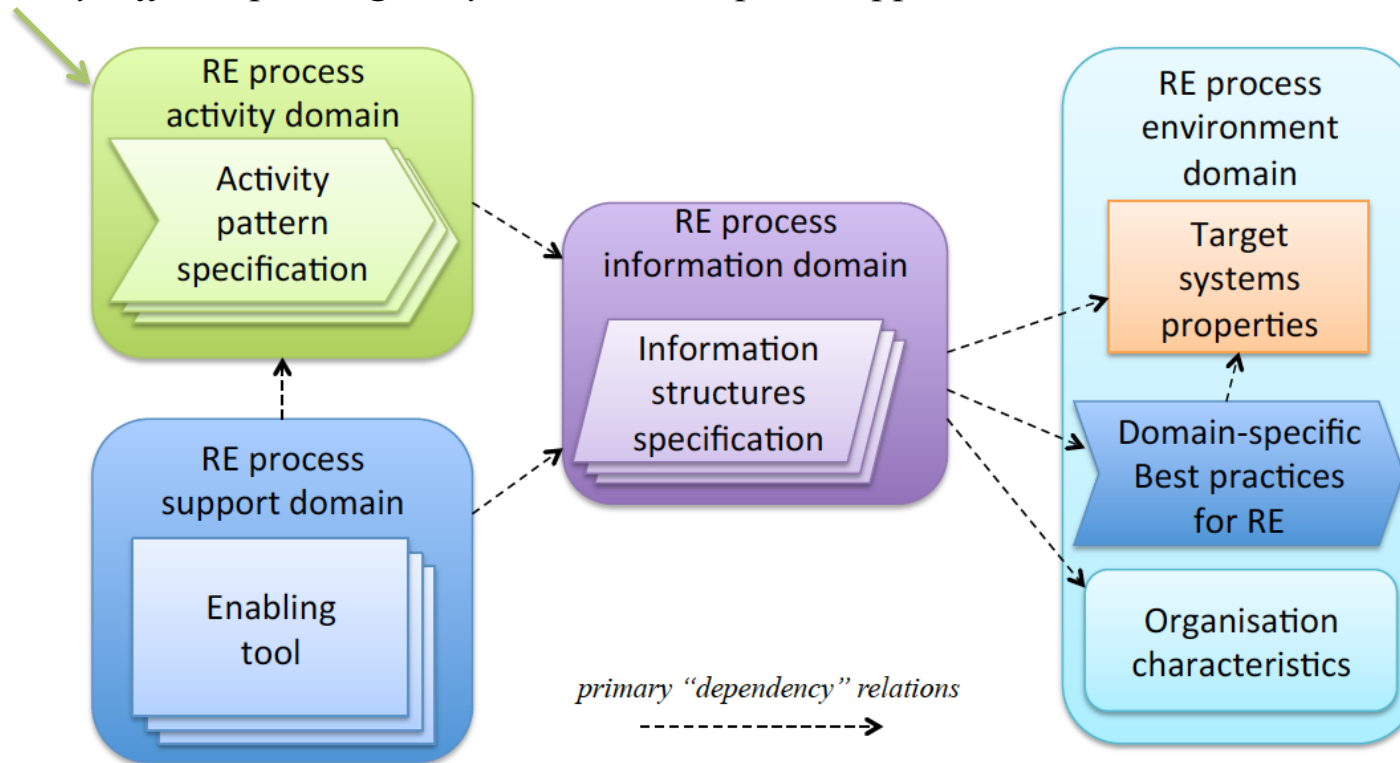 RE process
activity domain
Activity
pattern
specification
RE process
support domain
Enabling
tool
RE process
information domain
Information
structures
specification
primary “dependency” relations
RE process
environment
domain
Target
systems
properties
Domain-specific
Best practices
for RE
Organisation
characteristics